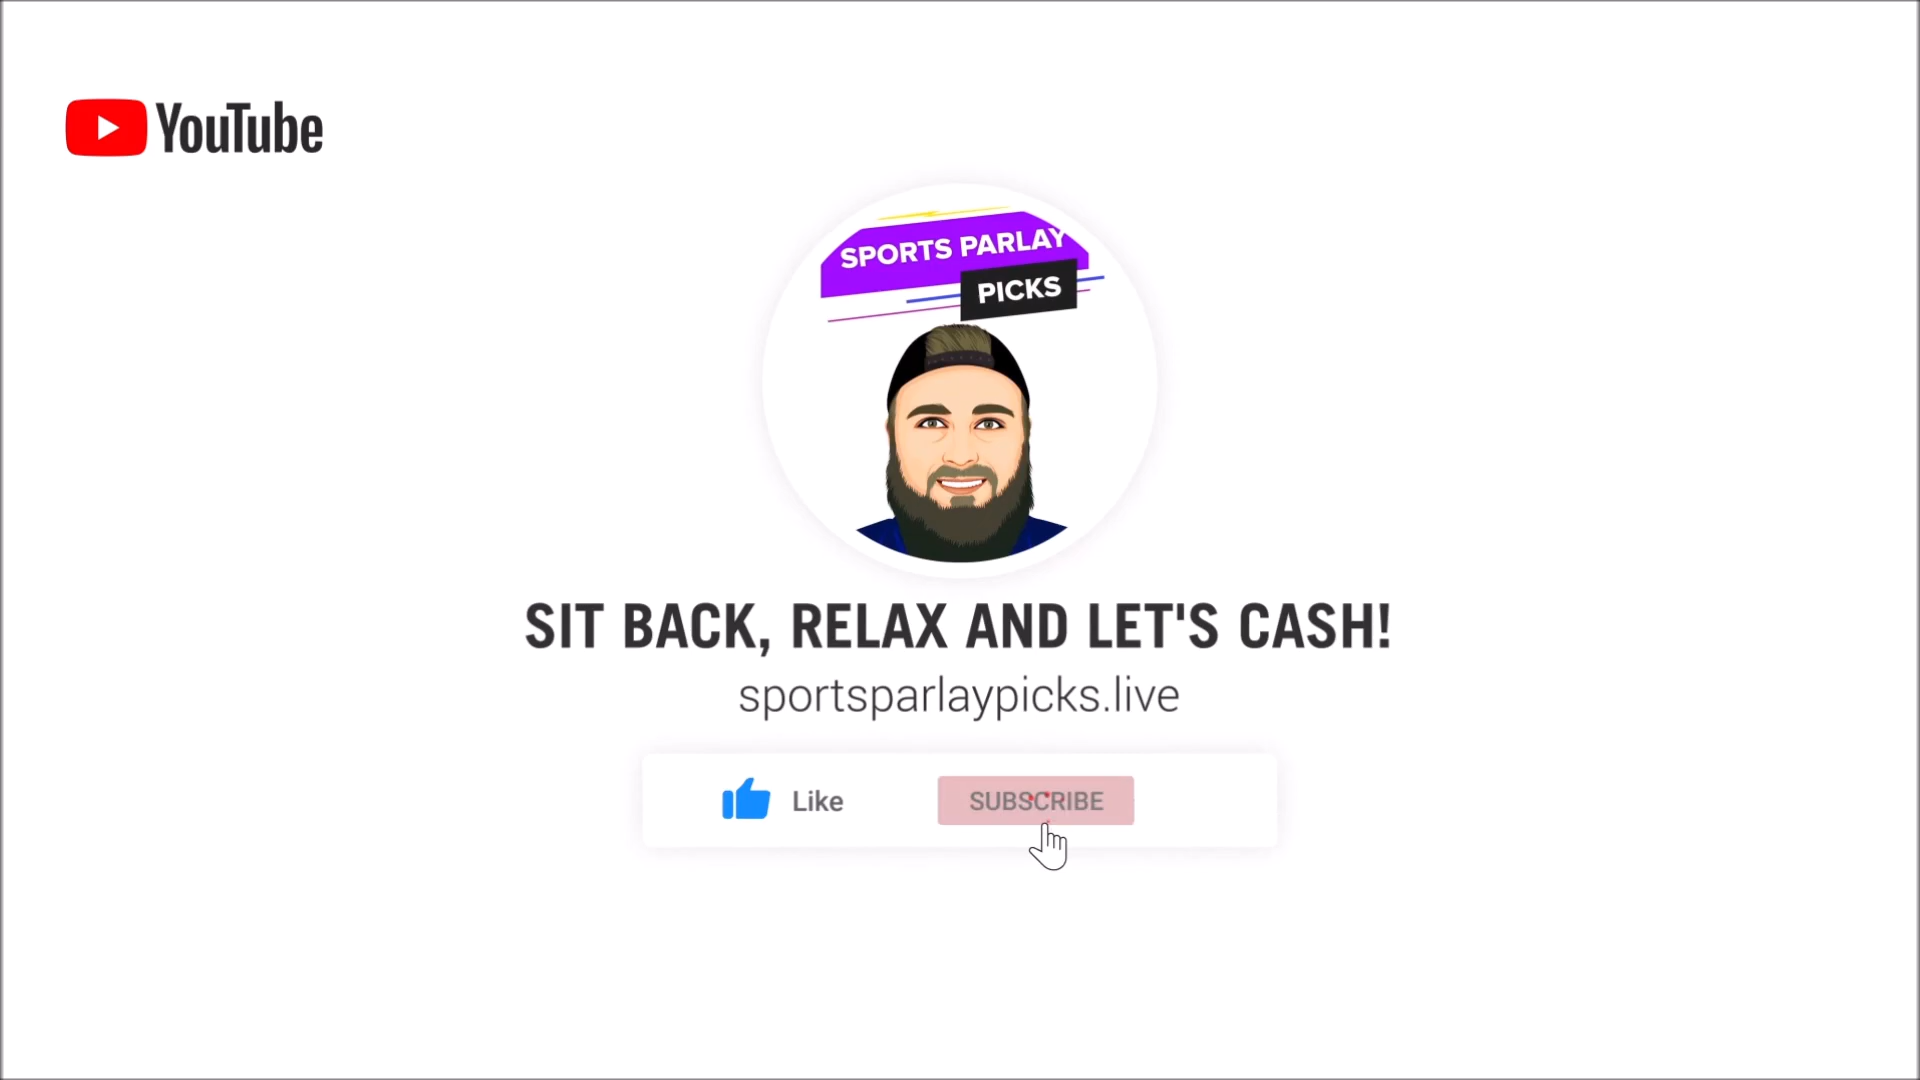 YouTube
SPORTS PARLAY
PICKS
SIT BACK, RELAX AND LET'S CASH!
sportsparlaypicks.live
Like
SUBSCRIBE